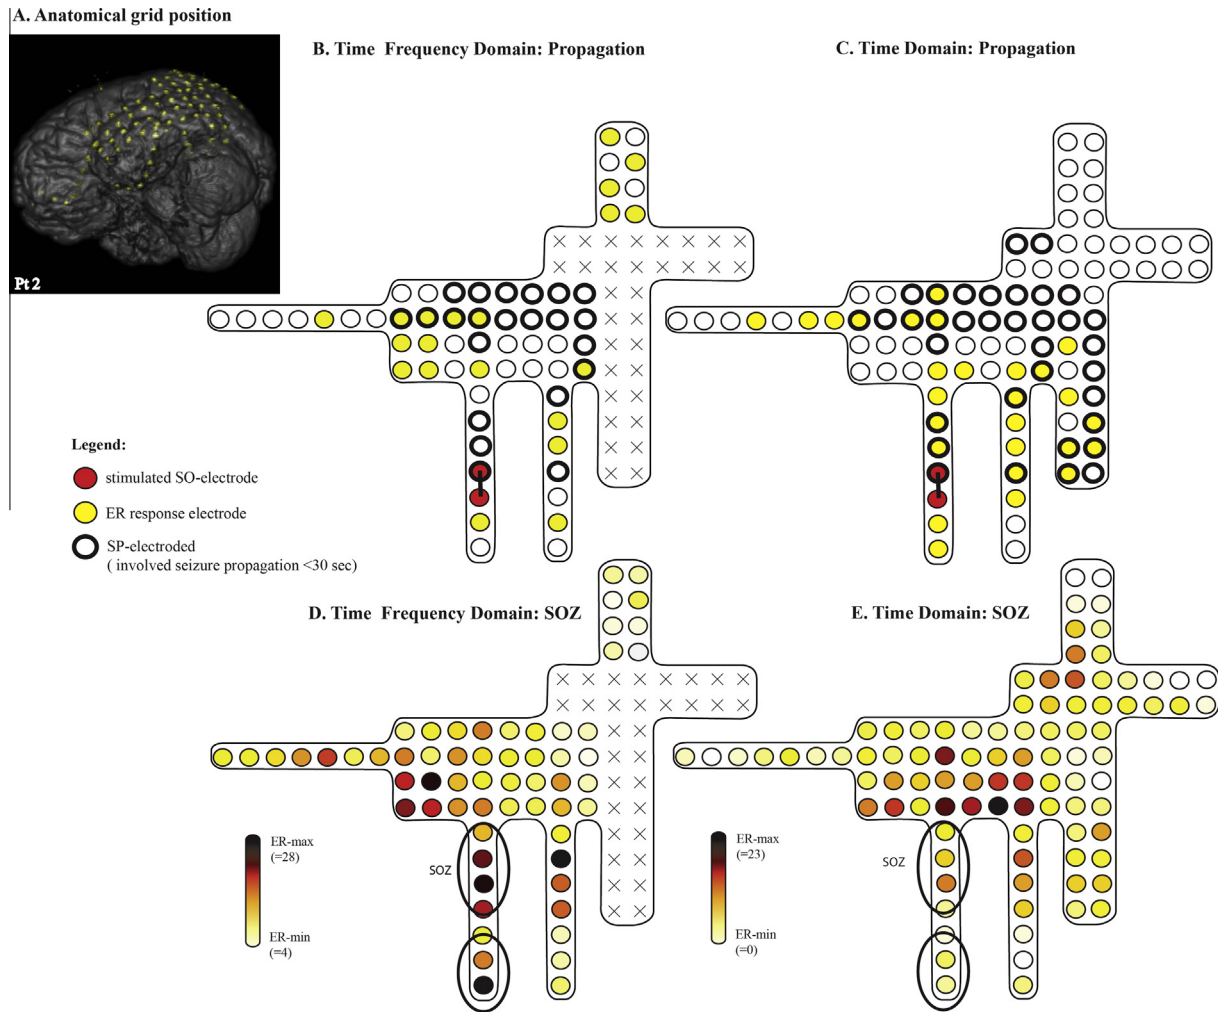 A. Anatomical grid position
B. Time Frequency Domain: Propagation
C. Time Domain: Propagation
Pt 2
Legend:
stimulated SO-electrode
ER response electrode
SP-electroded
( involved seizure propagation <30 sec)
D. Time Frequency Domain: SOZ
E. Time Domain: SOZ
ER-max
(=28)
SOZ
ER-min
(=4)
ER-max
(=23)
SOZ
ER-min
(=0)